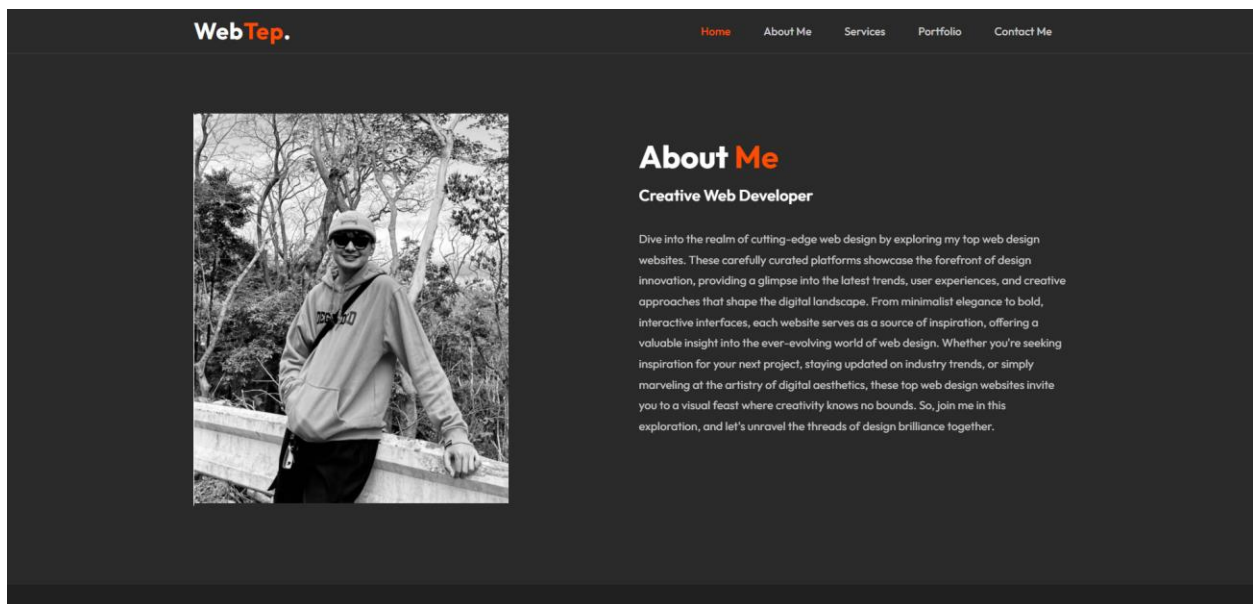 WebTep.
Home About Me Services Portfolio Contact Me
About Me
Creative Web Developer
Dive into the realm of cutting-edge web design by exploring my top web design
websites. These carefully curated platforms showcase the forefront of design
innovation, providing a glimpse into the latest trends, user experiences, and creative
approaches that shape the digital landscape. From minimalist elegance to bold,
interactive interfaces, each website serves as a source of inspiration, offering a
valuable insight into the ever-evolving world of web design. Whether you're seeking
inspiration for your next project, staying updated on industry trends, or simply
marveling at the artistry of digital aesthetics, these top web design websites invite
you to a visual feast where creativity knows no bounds. So, join me in this
exploration, and let's unravel the threads of design brilliance together.